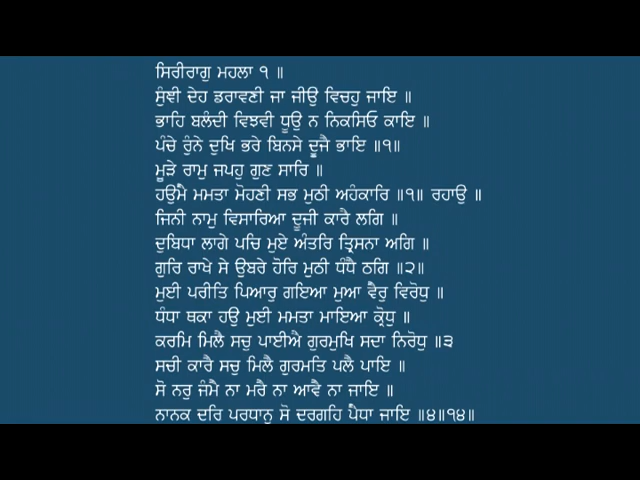 ਸਿਰੀਰਾਗੁ ਮਹਲਾ ੧ ॥
ਸੁੰਞੀ ਦੇਹ ਡਰਾਵਣੀ ਜਾ ਜੀਉ ਵਿਚਹੁ ਜਾਇ ॥
ਭਾਹਿ ਬਲੰਦੀ ਵਿਝਵੀ ਧੂਉ ਨ ਨਿਕਸਿਓ ਕਾਇ ॥
ਪੰਚੇ ਰੁੰਨੇ ਦੁਖਿ ਭਰੇ ਬਿਨਸੇ ਦੂਜੈ ਭਾਇ ॥੧॥
ਮੂੜੇ ਰਾਮੁ ਜਪਹੁ ਗੁਣ ਸਾਰਿ ॥
ਹਉਮੈ ਮਮਤਾ ਮੋਹਣੀ ਸਭ ਮੁਠੀ ਅਹੰਕਾਰਿ ॥੧॥ ਰਹਾਉ ॥
ਜਿਨੀ ਨਾਮੁ ਵਿਸਾਰਿਆ ਦੂਜੀ ਕਾਰੈ ਲਗਿ ॥
ਦੁਬਿਧਾ ਲਾਗੇ ਪਚਿ ਮੁਏ ਅੰਤਰਿ ਤ੍ਰਿਸਨਾ ਅਗਿ ॥
ਗੁਰਿ ਰਾਖੇ ਸੇ ਉਬਰੇ ਹੋਰਿ ਮੁਠੀ ਧੰਧੈ ਠਗਿ ॥੨॥
ਮੁਈ ਪਰੀਤਿ ਪਿਆਰੁ ਗਇਆ ਮੁਆ ਵੈਰੁ ਵਿਰੋਧੁ ॥
ਧੰਧਾ ਥਕਾ ਹਉ ਮੁਈ ਮਮਤਾ ਮਾਇਆ ਕ੍ਰੋਧੁ ॥
ਕਰਮਿ ਮਿਲੈ ਸਚੁ ਪਾਈਐ ਗੁਰਮੁਖਿ ਸਦਾ ਨਿਰੋਧੁ ॥੩
ਸਚੀ ਕਾਰੈ ਸਚੁ ਮਿਲੈ ਗੁਰਮਤਿ ਪਲੈ ਪਾਇ ॥
ਸੋ ਨਰੁ ਜੰਮੈ ਨਾ ਮਰੈ ਨਾ ਆਵੈ ਨਾ ਜਾਇ ॥
ਨਾਨਕ ਦਰਿ ਪਰਧਾਨੁ ਸੋ ਦਰਗਹਿ ਪੈਧਾ ਜਾਇ ॥੪॥੧੪॥